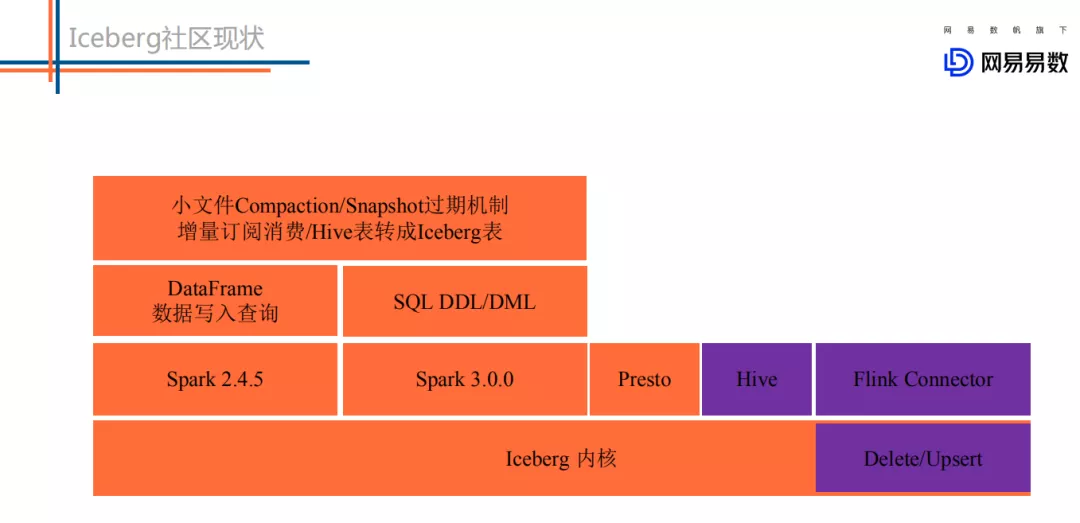 Iceberg社区现状
网易数帆旗下
网易易数
小文件Compaction/Snapshot过期机制
增量订阅消费/Hive表转成Iceberg表
DataFrame
数据写入查询
SQL DDL/DML
Spark 2.4.5
Spark 3.0.0
Presto
Hive
Flink Connector
Iceberg 内核
Delete/Upsert